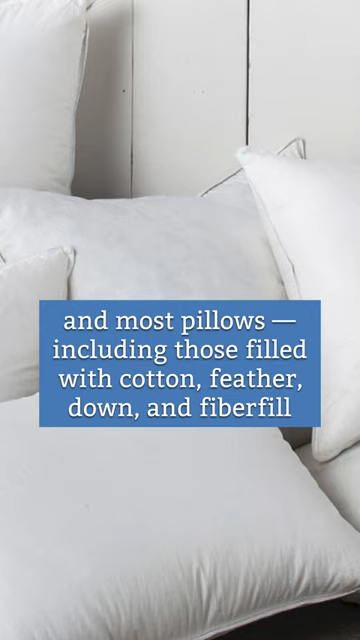 and most pillows —
including those filled
with cotton, feather,
down, and fiberfill